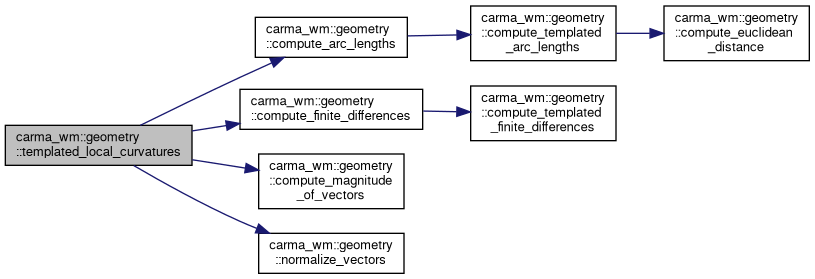 carma_wm::geometry
::templated_local_curvatures
carma_wm::geometry
::compute_arc_lengths
carma_wm::geometry
::compute_templated
_arc_lengths
carma_wm::geometry
::compute_euclidean
_distance
carma_wm::geometry
::compute_finite_differences
carma_wm::geometry
::compute_templated
_finite_differences
carma_wm::geometry
::compute_magnitude
_of_vectors
carma_wm::geometry
::normalize_vectors